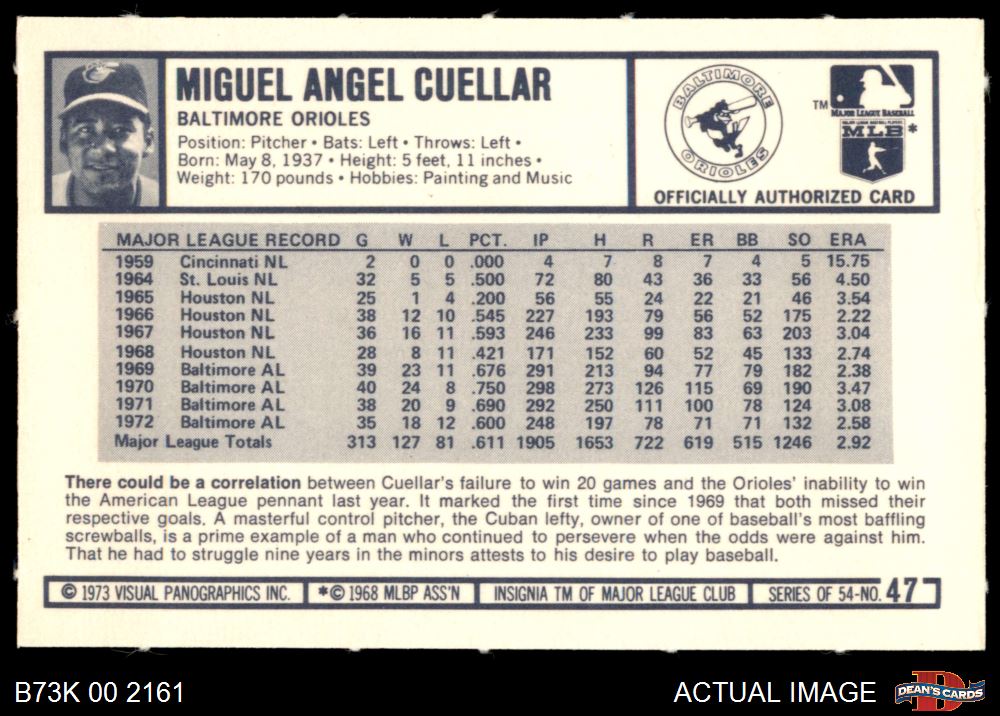 MIGUEL ANGEL CUELLAR
BALTIMORE ORIOLES
Position: Pitcher • Bats: Left • Throws: Left •
Born: May 8, 1937 • Height: 5 feet, 11 inches •
Weight: 170 pounds • Hobbies: Painting and Music
BALTIMORE
ORIOLES
TM
MAJOR LEAGUE BASEBALL
MAJOR LEAGUE BASEBALL PLAYERS
MLB*
OFFICIALLY AUTHORIZED CARD
MAJOR LEAGUE RECORD G W L PCT. IP H R ER BB SO ERA
1959 Cincinnati NL 2 0 0 .000 4 7 8 7 4 5 15.75
1964 St. Louis NL 32 5 5 .500 72 80 43 36 33 56 4.50
1965 Houston NL 25 1 4 .200 56 55 24 22 21 46 3.54
1966 Houston NL 38 12 10 .545 227 193 79 56 52 175 2.22
1967 Houston NL 36 16 11 .593 246 233 99 83 63 203 3.04
1968 Houston NL 28 8 11 .421 171 152 60 52 45 133 2.74
1969 Baltimore AL 39 23 11 .676 291 213 94 77 79 182 2.38
1970 Baltimore AL 40 24 8 .750 298 273 126 115 69 190 3.47
1971 Baltimore AL 38 20 9 .690 292 250 111 100 78 124 3.08
1972 Baltimore AL 35 18 12 .600 248 197 78 71 71 132 2.58
Major League Totals 313 127 81 .611 1905 1653 722 619 515 1246 2.92
There could be a correlation between Cuellar's failure to win 20 games and the Orioles' inability to win
the American League pennant last year. It marked the first time since 1969 that both missed their
respective goals. A masterful control pitcher, the Cuban lefty, owner of one of baseball's most baffling
screwballs, is a prime example of a man who continued to persevere when the odds were against him.
That he had to struggle nine years in the minors attests to his desire to play baseball.
© 1973 VISUAL PANOGRAPHICS INC. *© 1968 MLBP ASS'N INSIGNIA TM OF MAJOR LEAGUE CLUB SERIES OF 54-NO. 47
B73K 00 2161 ACTUAL IMAGE D DEAN'S CARDS